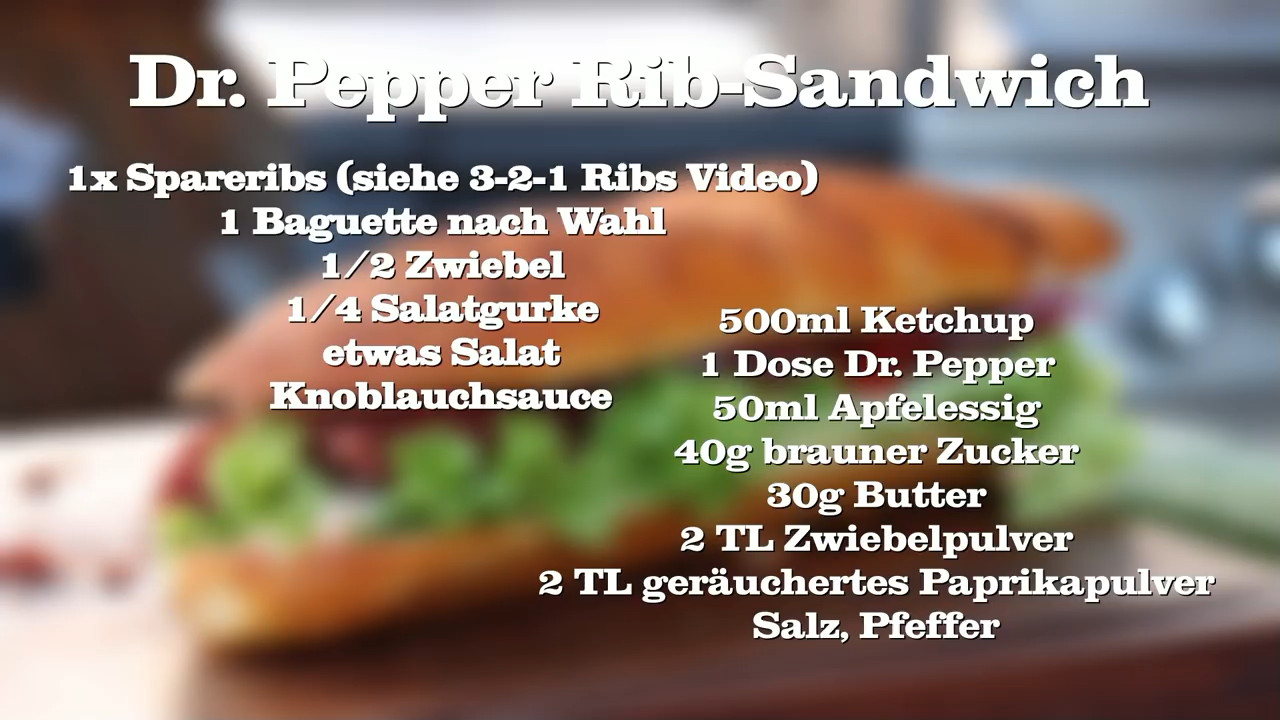 Dr. Pepper Rib-Sandwich
1x Spareribs (siehe 3-2-1 Ribs Video)
1 Baguette nach Wahl
1/2 Zwiebel
1/4 Salatgurke
etwas Salat
Knoblauchsauce
500ml Ketchup
1 Dose Dr. Pepper
50ml Apfelessig
40g brauner Zucker
30g Butter
2 TL Zwiebelpulver
2 TL geräuchertes Paprikapulver
Salz, Pfeffer